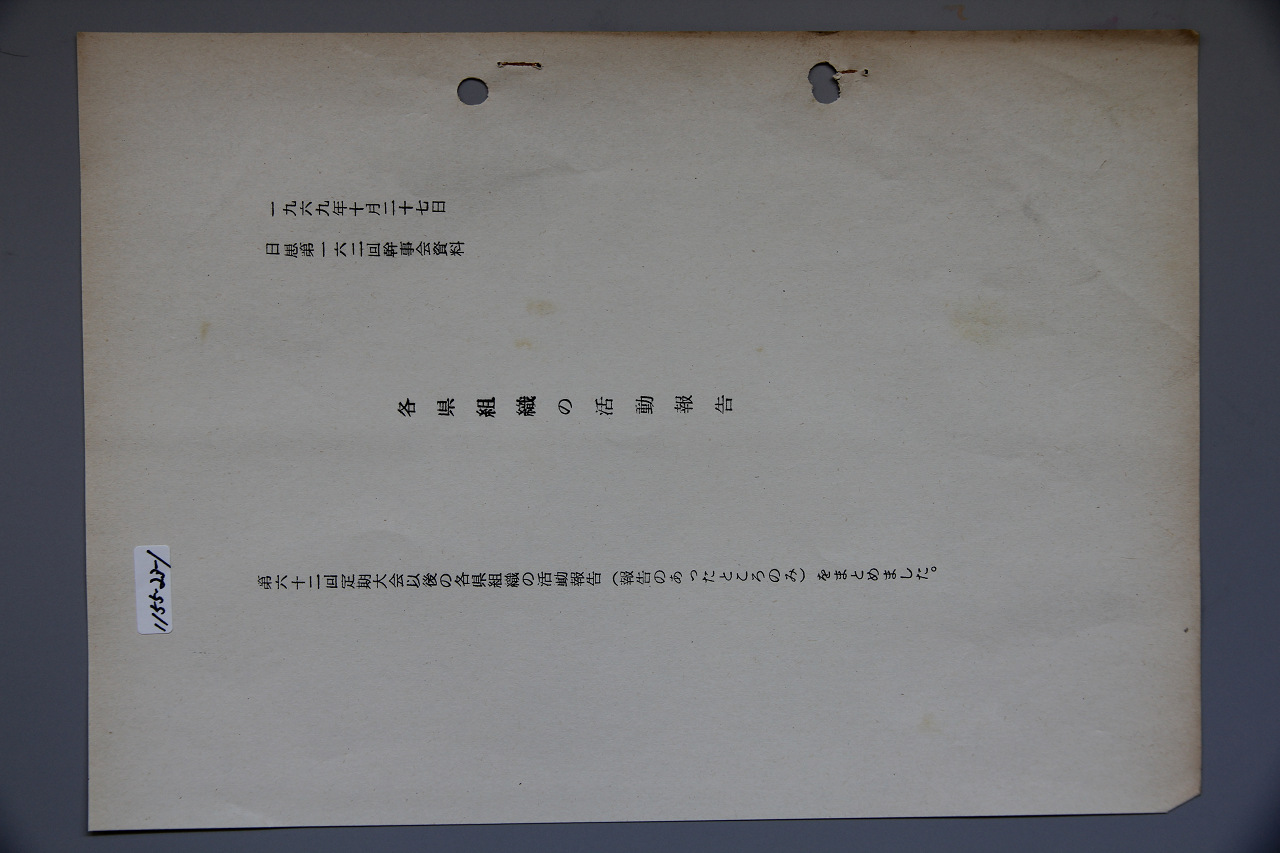 一九六九年十月二十七日
日患第一六二回幹事会資料
各県組織の活動報告
第六十二回定期大会以後の各県組織の活動報告(報告のあったところのみ)をまとめました。
1155-22-1